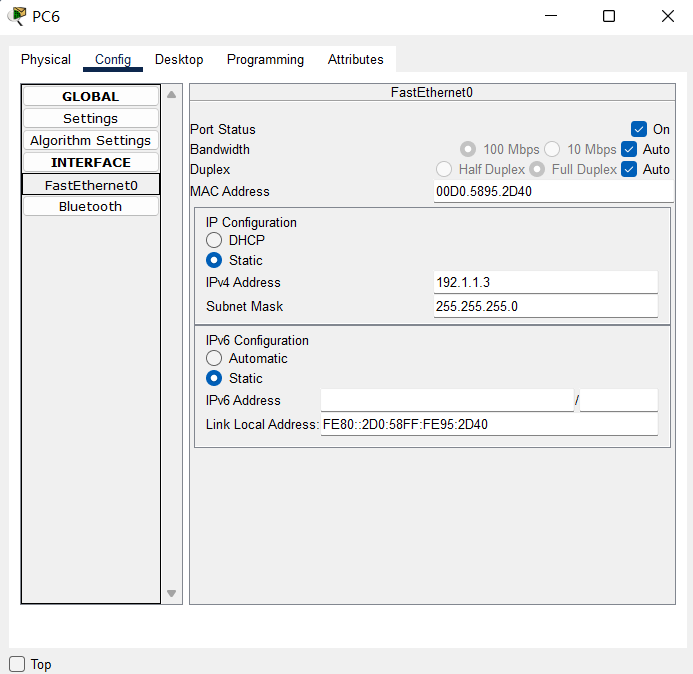 PC6
Physical Config Desktop Programming Attributes
GLOBAL
Settings
Algorithm Settings
INTERFACE
FastEthernet0
Bluetooth
FastEthernet0
Port Status On
Bandwidth 100 Mbps 10 Mbps Auto
Duplex Half Duplex Full Duplex Auto
MAC Address 00D0.5895.2D40
IP Configuration
DHCP
Static
IPv4 Address 192.1.1.3
Subnet Mask 255.255.255.0
IPv6 Configuration
Automatic
Static
IPv6 Address /
Link Local Address: FE80::2D0:58FF:FE95:2D40
Top